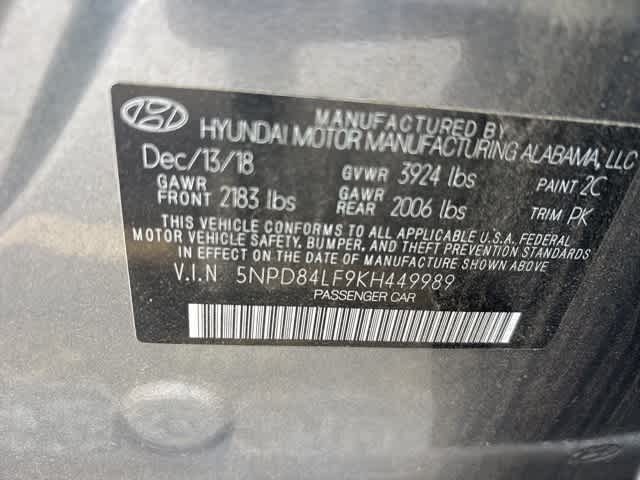 MANUFACTURED BY
HYUNDAI MOTOR MANUFACTURING ALABAMA, LLC
Dec/13/18 GVWR 3924 lbs PAINT 2C
GAWR FRONT 2183 lbs GAWR REAR 2006 lbs TRIM PK
THIS VEHICLE CONFORMS TO ALL APPLICABLE U.S.A. FEDERAL
MOTOR VEHICLE SAFETY, BUMPER, AND THEFT PREVENTION STANDARDS
IN EFFECT ON THE DATE OF MANUFACTURE SHOWN ABOVE.
V.I.N 5NPD84LF9KH449989
PASSENGER CAR